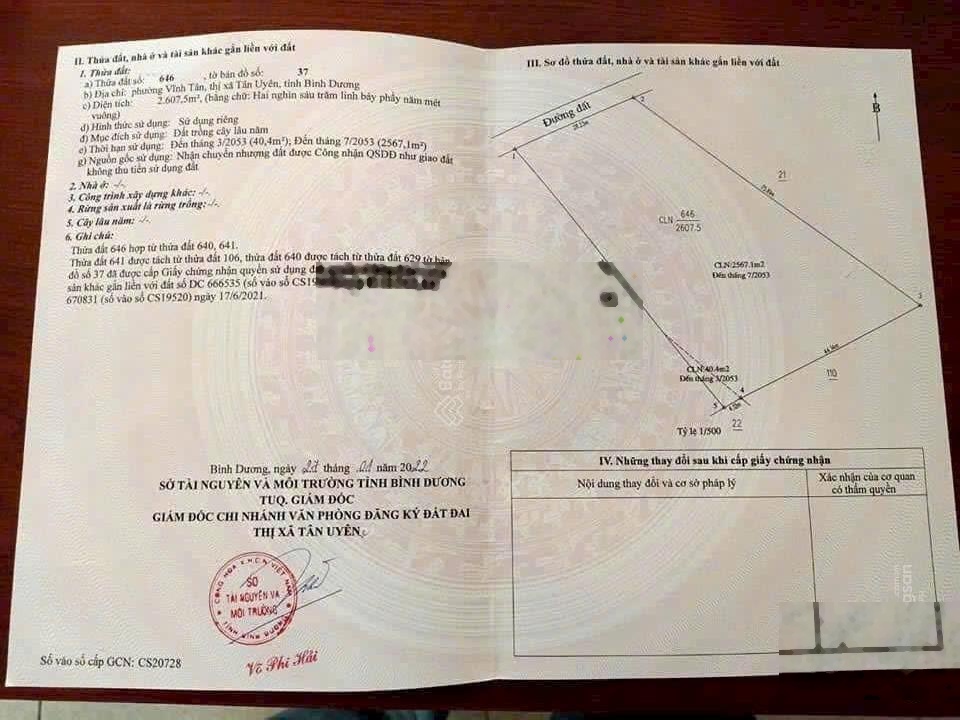 II. Thửa đất, nhà ở và tài sản khác gắn liền với đất
1. Thửa đất:
a) Thửa đất số: 646 , tờ bản đồ số: 37
b) Địa chỉ: phường Vĩnh Tân, thị xã Tân Uyên, tỉnh Bình Dương
c) Diện tích: 2.607,5m², (bằng chữ: Hai nghìn sáu trăm linh bảy phẩy năm mét
vuông)
d) Hình thức sử dụng: Sử dụng riêng
đ) Mục đích sử dụng: Đất trồng cây lâu năm
e) Thời hạn sử dụng: Đến tháng 3/2053 (40,4m²); Đến tháng 7/2053 (2567,1m²)
g) Nguồn gốc sử dụng: Nhận chuyển nhượng đất được Công nhận QSDĐ như giao đất
không thu tiền sử dụng đất
2. Nhà ở: -/-
3. Công trình xây dựng khác: -/-
4. Rừng sản xuất là rừng trồng: -/-
5. Cây lâu năm: -/-
6. Ghi chú:
Thửa đất 646 hợp từ thửa đất 640, 641.
Thửa đất 641 được tách từ thửa đất 106, thửa đất 640 được tách từ thửa đất 629 tờ bản
đồ số 37 đã được cấp Giấy chứng nhận quyền sử dụng
sản khác gắn liền với đất số DC 666535 (số vào sổ CS19
670831 (số vào sổ CS19520) ngày 17/6/2021.
Bình Dương, ngày 27 tháng 01 năm 2022
SỞ TÀI NGUYÊN VÀ MÔI TRƯỜNG TỈNH BÌNH DƯƠNG
TUQ. GIÁM ĐỐC
GIÁM ĐỐC CHI NHÁNH VĂN PHÒNG ĐĂNG KÝ ĐẤT ĐAI
THỊ XÃ TÂN UYÊN
CỘNG HÒA X.H.C.N VIỆT NAM
SỞ
TÀI NGUYÊN VÀ
MÔI TRƯỜNG
TỈNH BÌNH DƯƠNG
Võ Phi Hải
Số vào sổ cấp GCN: CS20728
III. Sơ đồ thửa đất, nhà ở và tài sản khác gắn liền với đất
Đường đất
B
1
2
21
CLN 646
2607.5
CLN:2567.1m2
Đến tháng 7/2053
3
110
CLN:40.4m2
Đến tháng 3/2053
4
5
22
Tỷ lệ 1/500
IV. Những thay đổi sau khi cấp giấy chứng nhận
Nội dung thay đổi và cơ sở pháp lý
Xác nhận của cơ quan
có thẩm quyền